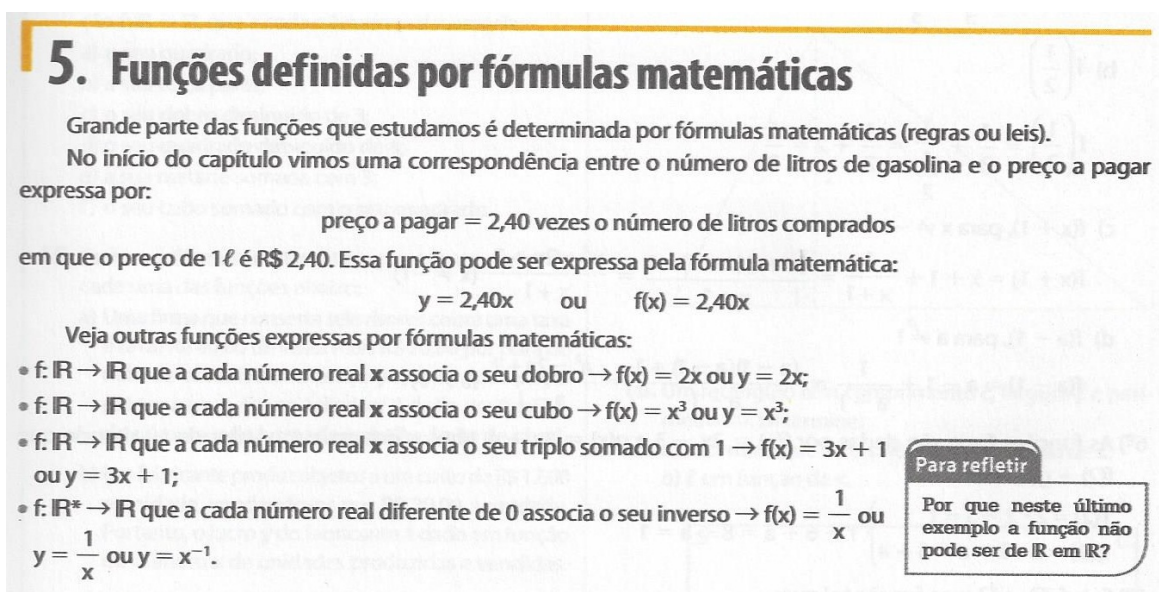 5. Funções definidas por fórmulas matemáticas
Grande parte das funções que estudamos é determinada por fórmulas matemáticas (regras ou leis).
No início do capítulo vimos uma correspondência entre o número de litros de gasolina e o preço a pagar
expressa por:
preço a pagar = 2,40 vezes o número de litros comprados
em que o preço de 1ℓ é R$ 2,40. Essa função pode ser expressa pela fórmula matemática:
y = 2,40x ou f(x) = 2,40x
Veja outras funções expressas por fórmulas matemáticas:
• f: ℝ → ℝ que a cada número real x associa o seu dobro → f(x) = 2x ou y = 2x;
• f: ℝ → ℝ que a cada número real x associa o seu cubo → f(x) = x³ ou y = x³;
• f: ℝ → ℝ que a cada número real x associa o seu triplo somado com 1 → f(x) = 3x + 1
ou y = 3x + 1;
• f: ℝ* → ℝ que a cada número real diferente de 0 associa o seu inverso → f(x) = 1/x ou
y = 1/x ou y = x⁻¹.
Para refletir
Por que neste último
exemplo a função não
pode ser de ℝ em ℝ?